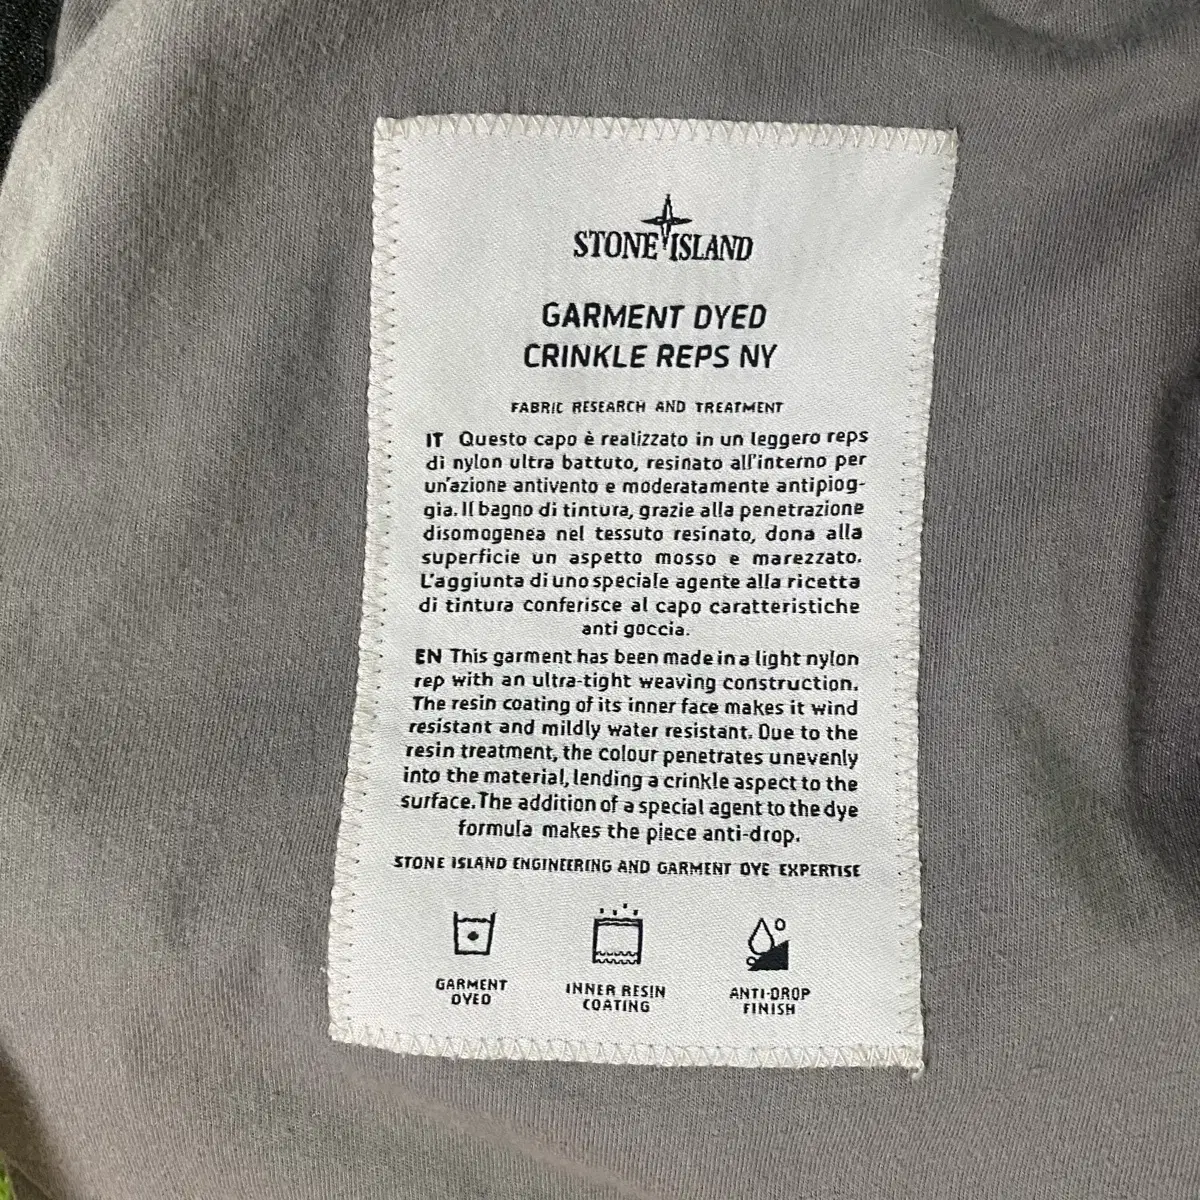 STONE ISLAND
GARMENT DYED
CRINKLE REPS NY
FABRIC RESEARCH AND TREATMENT
IT Questo capo è realizzato in un leggero reps
di nylon ultra battuto, resinato all'interno per
un'azione antivento e moderatamente antipiog-
gia. Il bagno di tintura, grazie alla penetrazione
disomogenea nel tessuto resinato, dona alla
superficie un aspetto mosso e marezzato.
L'aggiunta di uno speciale agente alla ricetta
di tintura conferisce al capo caratteristiche
anti goccia.
EN This garment has been made in a light nylon
rep with an ultra-tight weaving construction.
The resin coating of its inner face makes it wind
resistant and mildly water resistant. Due to the
resin treatment, the colour penetrates unevenly
into the material, lending a crinkle aspect to the
surface. The addition of a special agent to the dye
formula makes the piece anti-drop.
STONE ISLAND ENGINEERING AND GARMENT DYE EXPERTISE
GARMENT
DYED
INNER RESIN
COATING
ANTI-DROP
FINISH